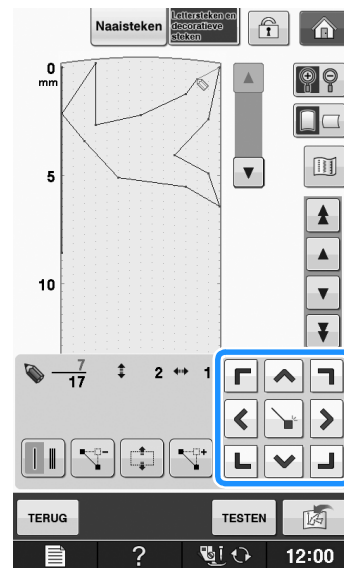 Naaisteken
Lettersteken en
decoratieve
steken
0
mm
5
10
7
17
2
1
TERUG
TESTEN
?
12:00